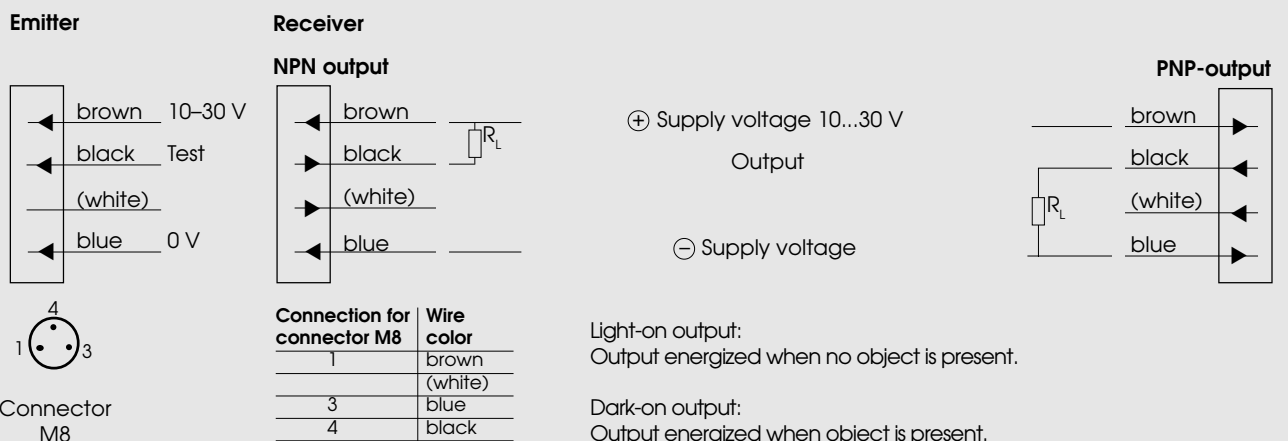 Emitter
Receiver
NPN output
PNP-output
brown 10–30 V
black Test
(white)
blue 0 V
brown
R_L
black
(white)
blue
⊕ Supply voltage 10...30 V
Output
⊖ Supply voltage
brown
black
R_L
(white)
blue
4
1 3
Connector
M8
Connection for connector M8 | Wire color
1 brown
(white)
3 blue
4 black
Light-on output:
Output energized when no object is present.
Dark-on output:
Output energized when object is present.